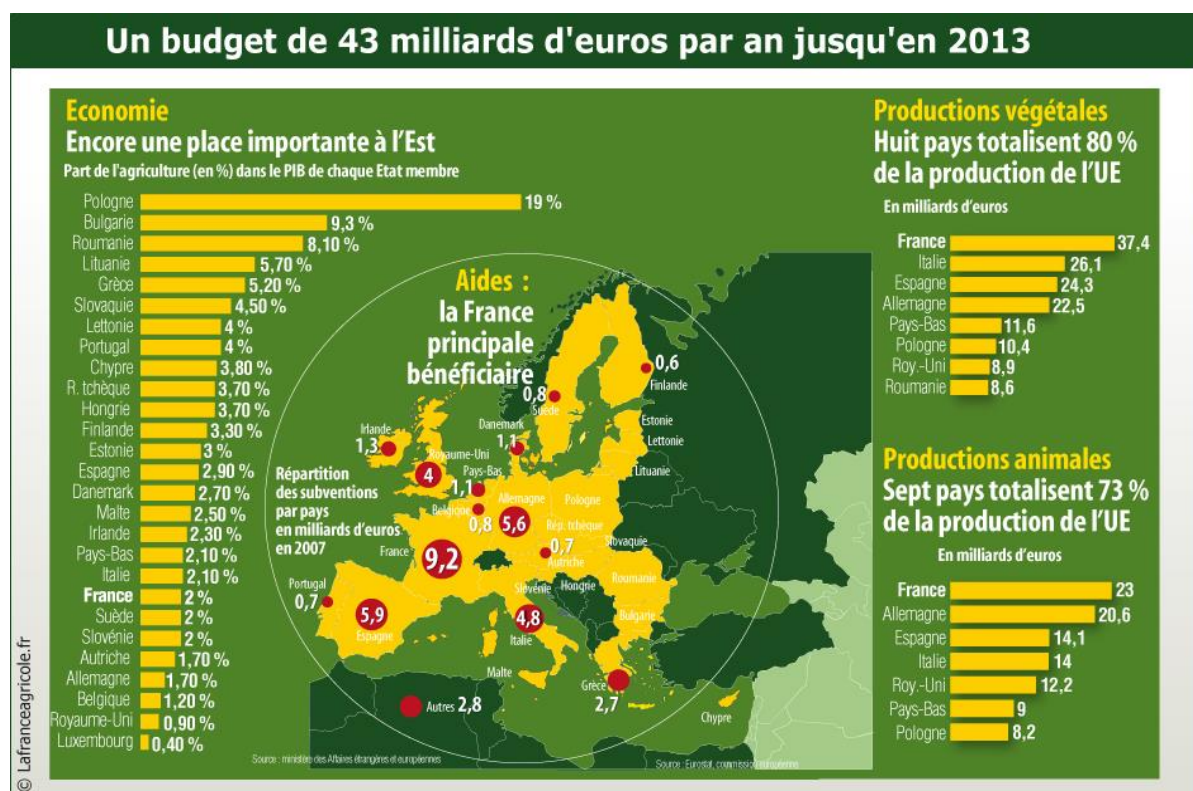 Un budget de 43 milliards d'euros par an jusqu'en 2013
Economie
Encore une place importante à l'Est
Part de l'agriculture (en %) dans le PIB de chaque Etat membre
Pologne 19 %
Bulgarie 9,3 %
Roumanie 8,10 %
Lituanie 5,70 %
Grèce 5,20 %
Slovaquie 4,50 %
Lettonie 4 %
Portugal 4 %
Chypre 3,80 %
R. tchèque 3,70 %
Hongrie 3,70 %
Finlande 3,30 %
Estonie 3 %
Espagne 2,90 %
Danemark 2,70 %
Malte 2,50 %
Irlande 2,30 %
Pays-Bas 2,10 %
Italie 2,10 %
France 2 %
Suède 2 %
Slovénie 2 %
Autriche 1,70 %
Allemagne 1,70 %
Belgique 1,20 %
Royaume-Uni 0,90 %
Luxembourg 0,40 %
Aides :
la France
principale
bénéficiaire
Répartition
des subventions
par pays
en milliards d'euros
en 2007
0,6
Finlande
0,8
Suède
Estonie
Lettonie
Lituanie
Danemark
1,1
Irlande
1,3
Royaume-Uni
4
Pays-Bas
1,1
Belgique
0,8
Allemagne
5,6
Pologne
Rép. tchèque
Slovaquie
0,7
Autriche
France
9,2
Slovénie
Hongrie
Roumanie
Bulgarie
Portugal
0,7
5,9
Espagne
4,8
Italie
Malte
Grèce
2,7
Chypre
Autres 2,8
Source : ministère des Affaires étrangères et européennes
Source : Eurostat, commission européenne
Productions végétales
Huit pays totalisent 80 %
de la production de l'UE
En milliards d'euros
France 37,4
Italie 26,1
Espagne 24,3
Allemagne 22,5
Pays-Bas 11,6
Pologne 10,4
Roy.-Uni 8,9
Roumanie 8,6
Productions animales
Sept pays totalisent 73 %
de la production de l'UE
En milliards d'euros
France 23
Allemagne 20,6
Espagne 14,1
Italie 14
Roy.-Uni 12,2
Pays-Bas 9
Pologne 8,2
© Lafranceagricole.fr